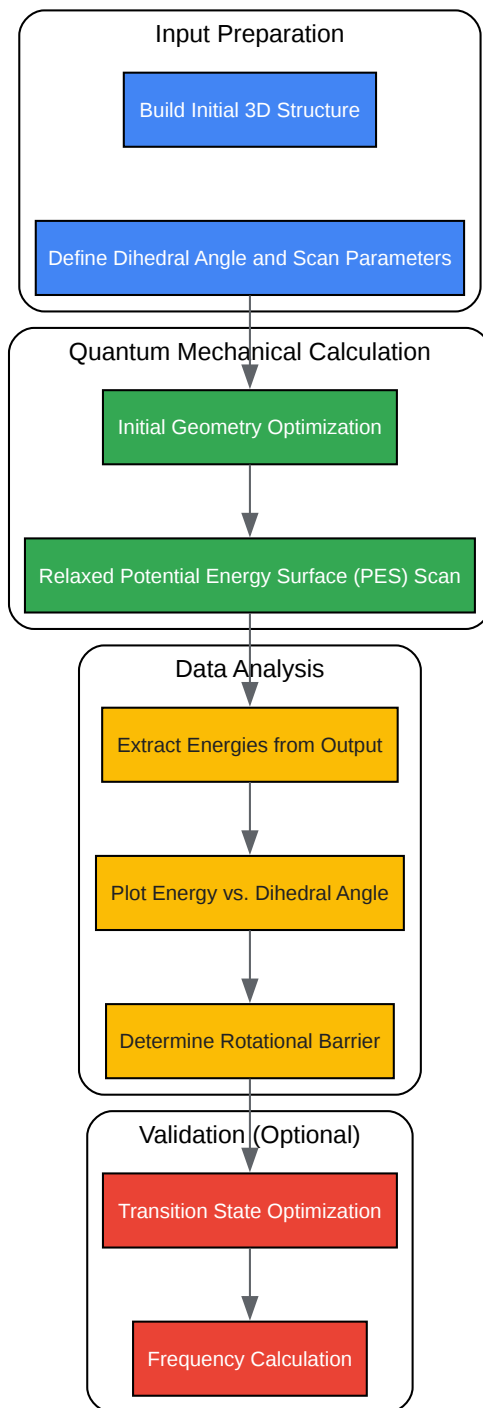 Input Preparation
Build Initial 3D Structure
Define Dihedral Angle and Scan Parameters
Quantum Mechanical Calculation
Initial Geometry Optimization
Relaxed Potential Energy Surface (PES) Scan
Data Analysis
Extract Energies from Output
Plot Energy vs. Dihedral Angle
Determine Rotational Barrier
Validation (Optional)
Transition State Optimization
Frequency Calculation